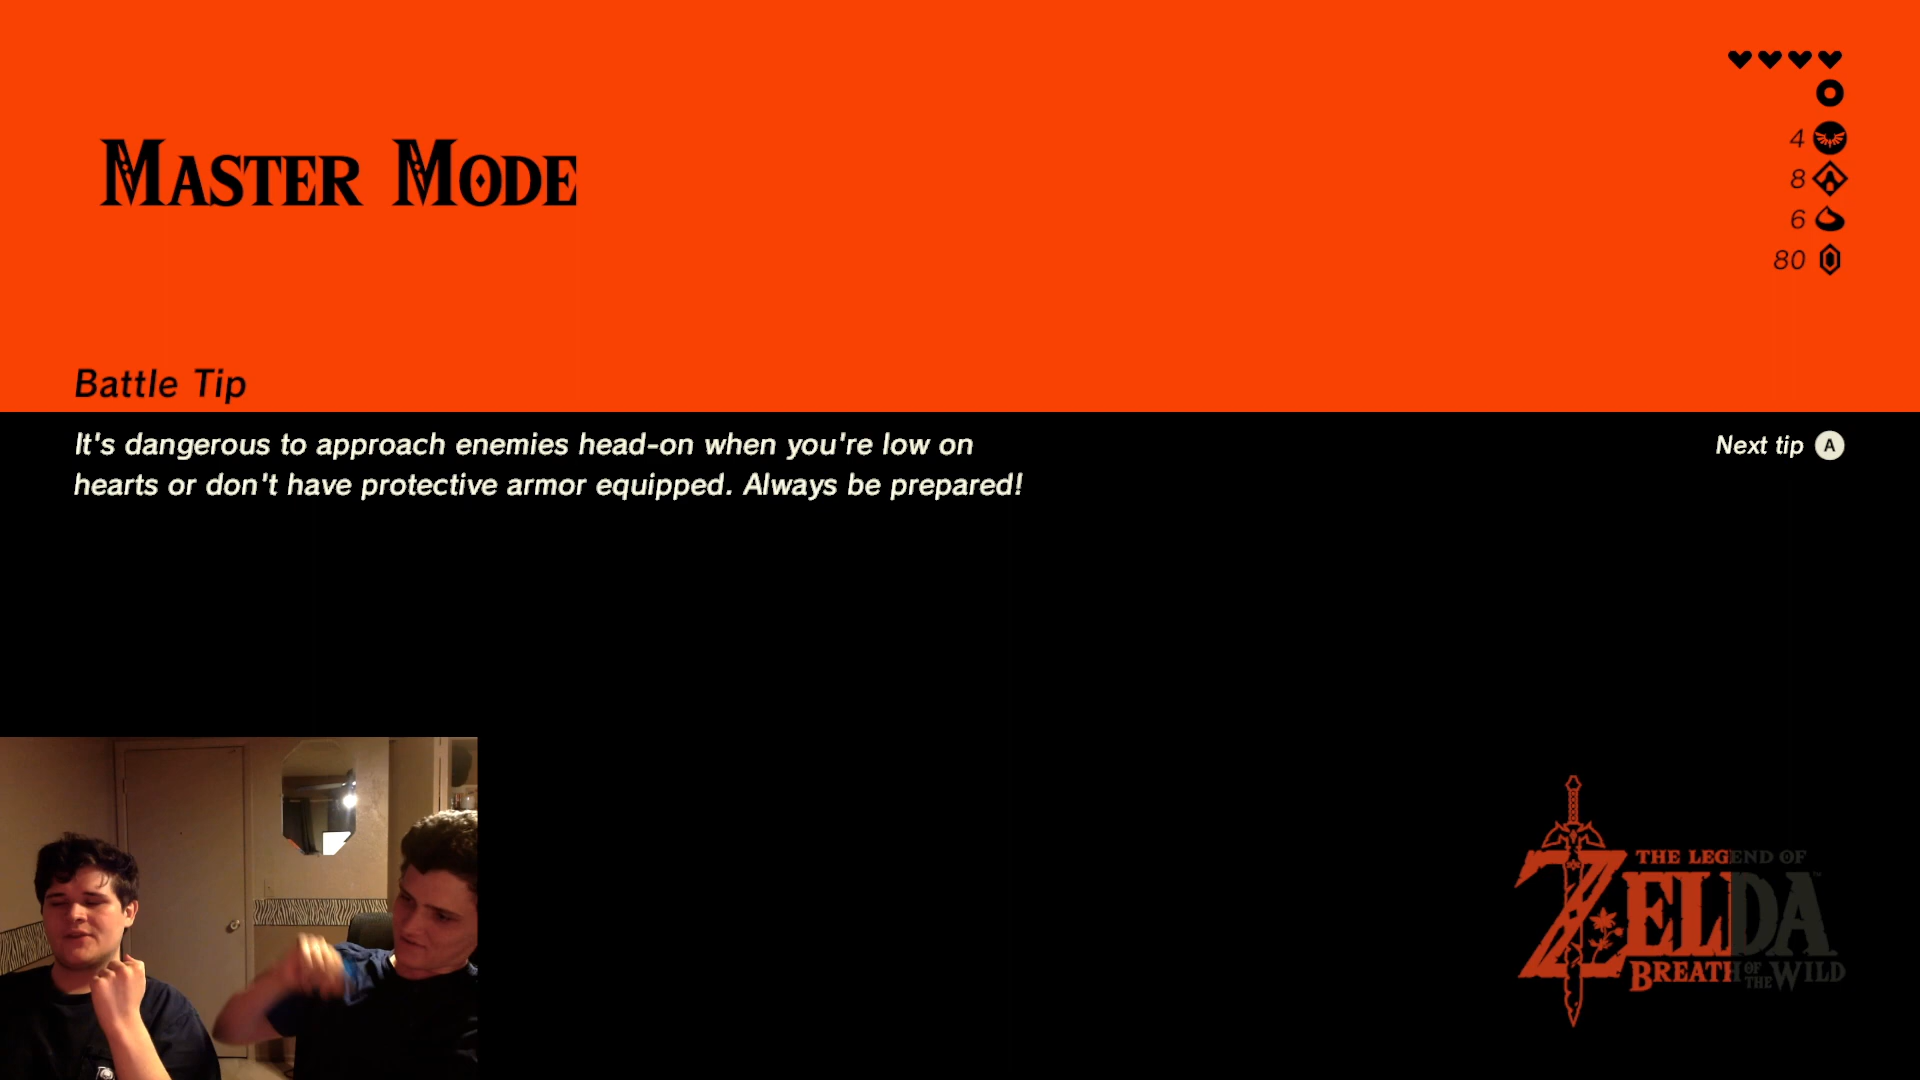 MASTER MODE
4
8
6
80
Battle Tip
It's dangerous to approach enemies head-on when you're low on
hearts or don't have protective armor equipped. Always be prepared!
Next tip A
THE LEGEND OF
ZELDA™
BREATH OF THE WILD